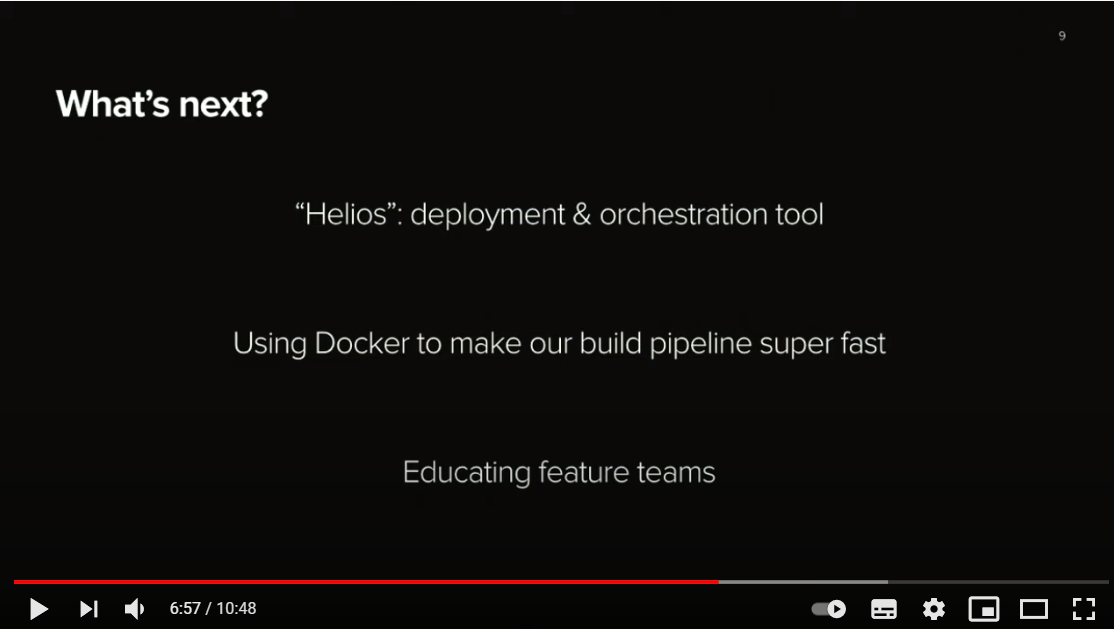 9
What’s next?
“Helios”: deployment & orchestration tool
Using Docker to make our build pipeline super fast
Educating feature teams
6:57 / 10:48